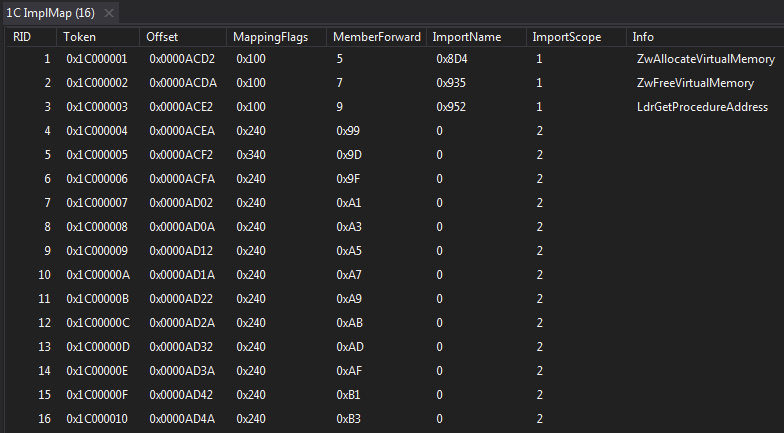 1C ImplMap (16) ×
RID Token Offset MappingFlags MemberForward ImportName ImportScope Info
1 0x1C000001 0x0000ACD2 0x100 5 0x8D4 1 ZwAllocateVirtualMemory
2 0x1C000002 0x0000ACDA 0x100 7 0x935 1 ZwFreeVirtualMemory
3 0x1C000003 0x0000ACE2 0x100 9 0x952 1 LdrGetProcedureAddress
4 0x1C000004 0x0000ACEA 0x240 0x99 0 2
5 0x1C000005 0x0000ACF2 0x340 0x9D 0 2
6 0x1C000006 0x0000ACFA 0x240 0x9F 0 2
7 0x1C000007 0x0000AD02 0x240 0xA1 0 2
8 0x1C000008 0x0000AD0A 0x240 0xA3 0 2
9 0x1C000009 0x0000AD12 0x240 0xA5 0 2
10 0x1C00000A 0x0000AD1A 0x240 0xA7 0 2
11 0x1C00000B 0x0000AD22 0x240 0xA9 0 2
12 0x1C00000C 0x0000AD2A 0x240 0xAB 0 2
13 0x1C00000D 0x0000AD32 0x240 0xAD 0 2
14 0x1C00000E 0x0000AD3A 0x240 0xAF 0 2
15 0x1C00000F 0x0000AD42 0x240 0xB1 0 2
16 0x1C000010 0x0000AD4A 0x240 0xB3 0 2